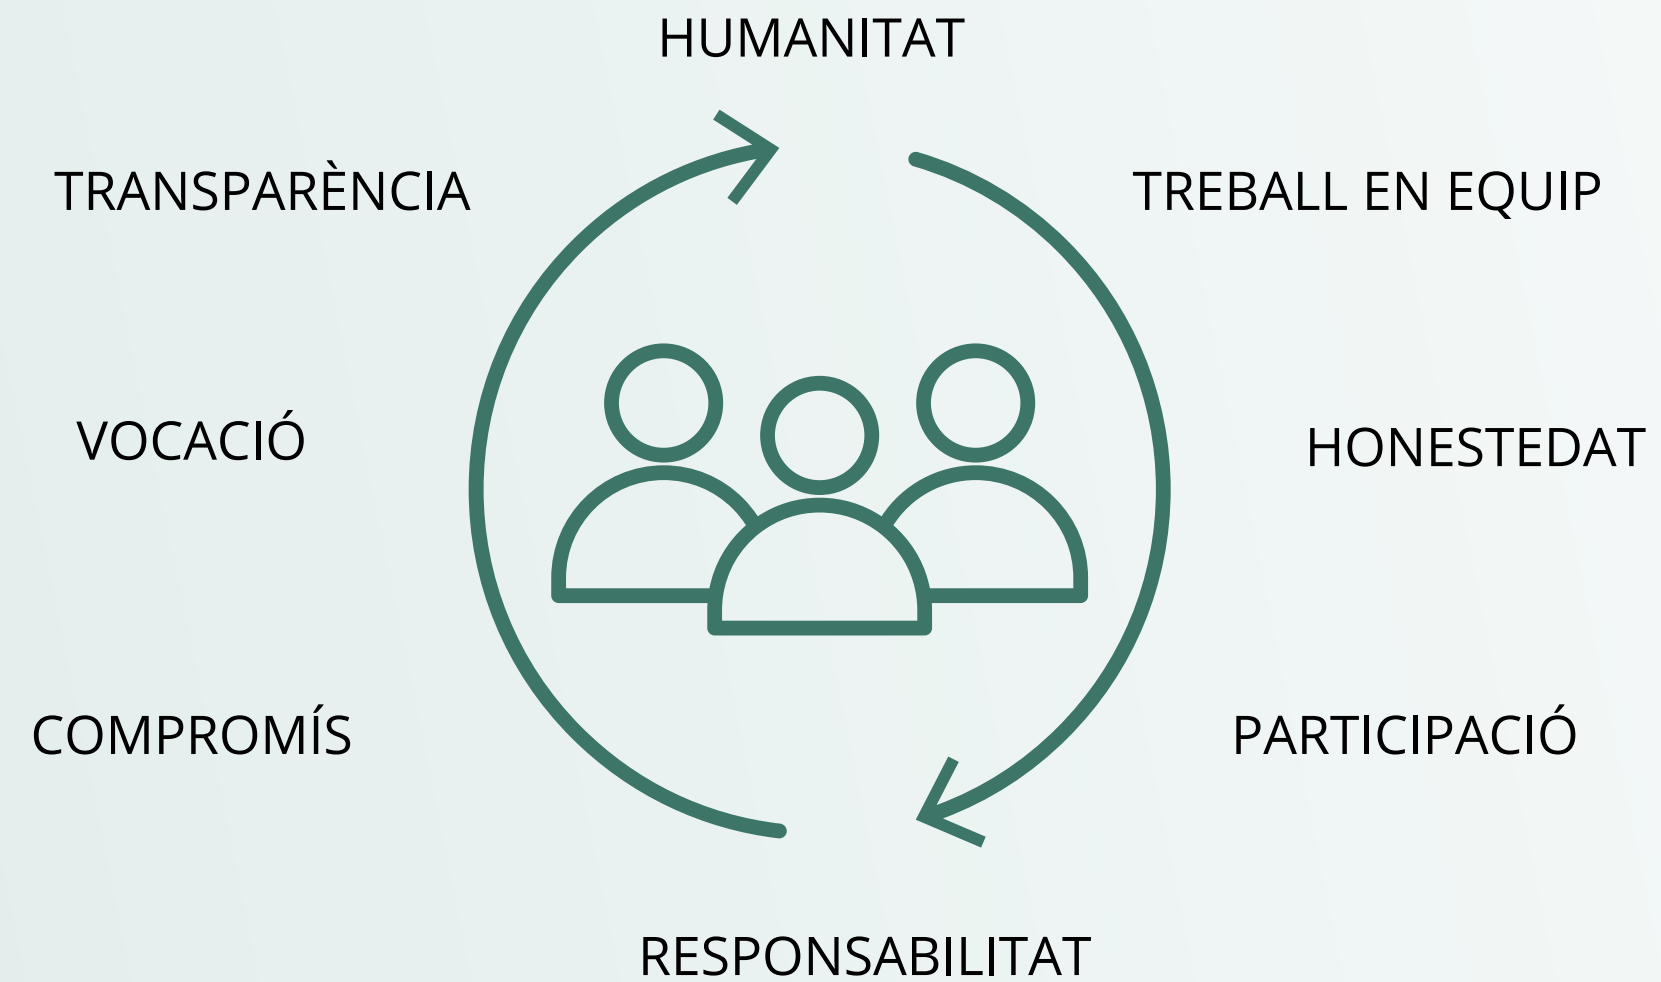 HUMANITAT
TRANSPARÈNCIA
TREBALL EN EQUIP
VOCACIÓ
HONESTEDAT
COMPROMÍS
PARTICIPACIÓ
RESPONSABILITAT